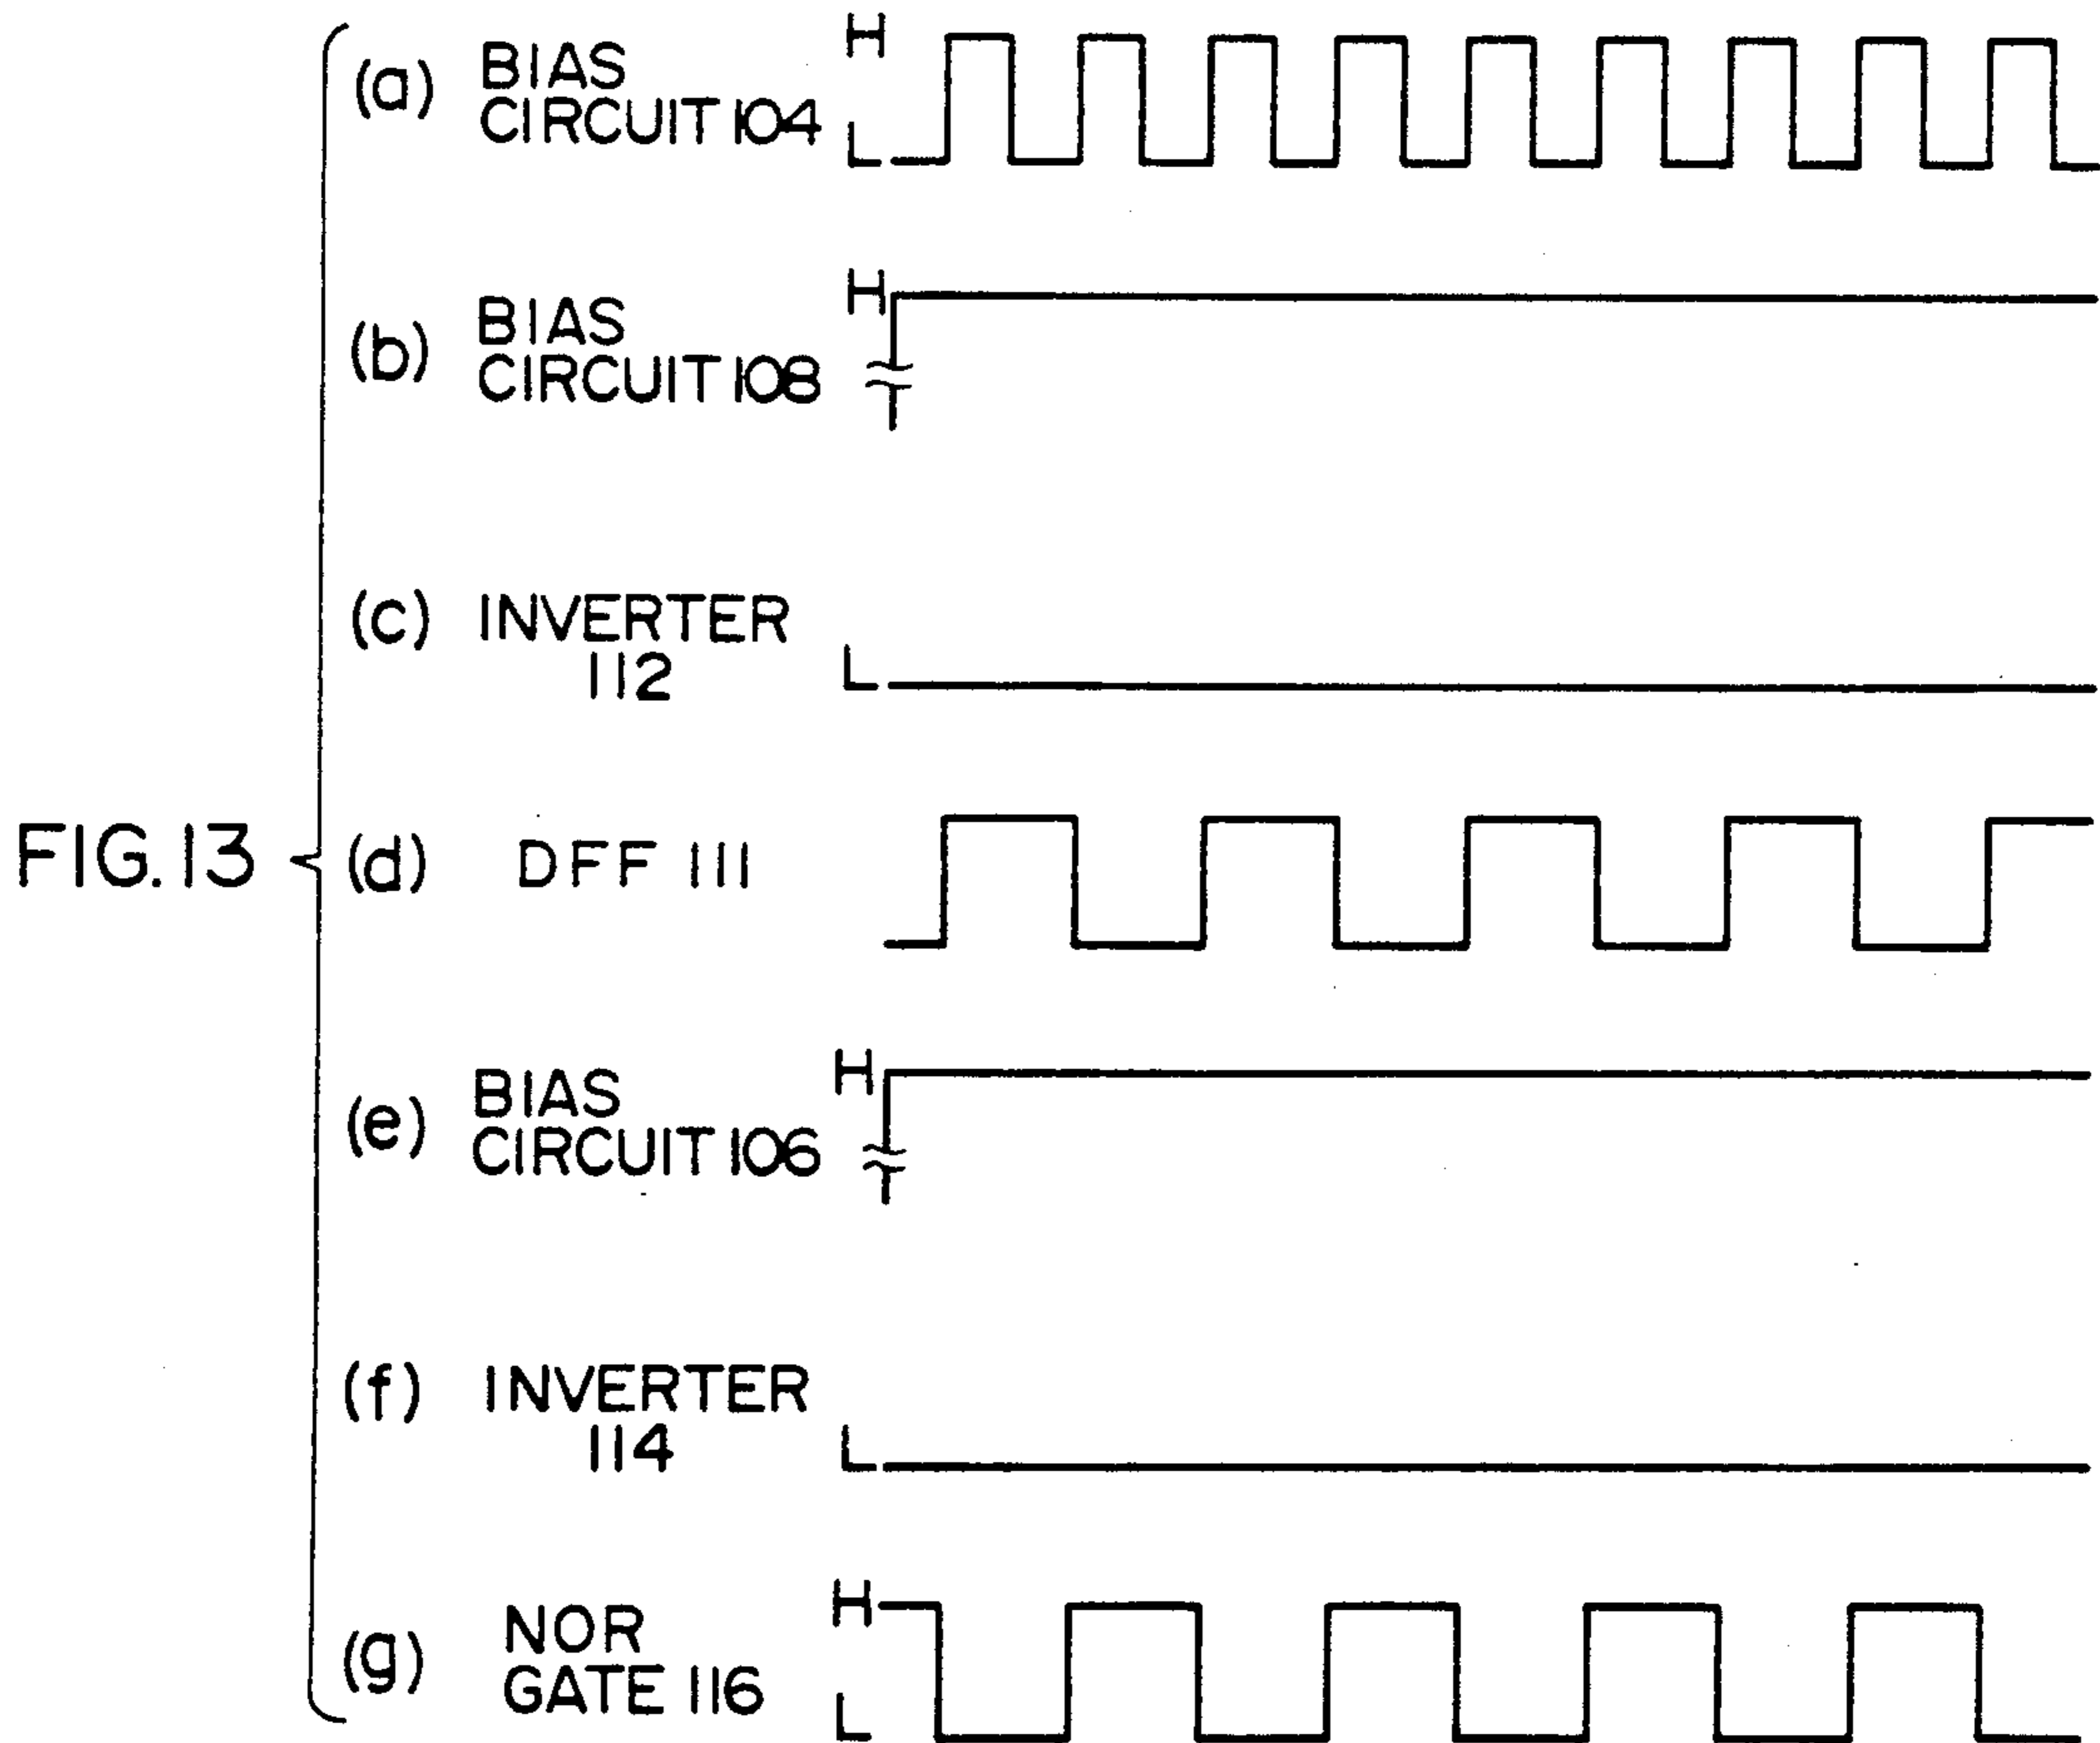 FIG. 13
(a) BIAS
CIRCUIT 104
H
L
(b) BIAS
CIRCUIT 108
H
(c) INVERTER
112
L
(d) DFF 111
(e) BIAS
CIRCUIT 106
H
(f) INVERTER
114
L
(g) NOR
GATE 116
H
L